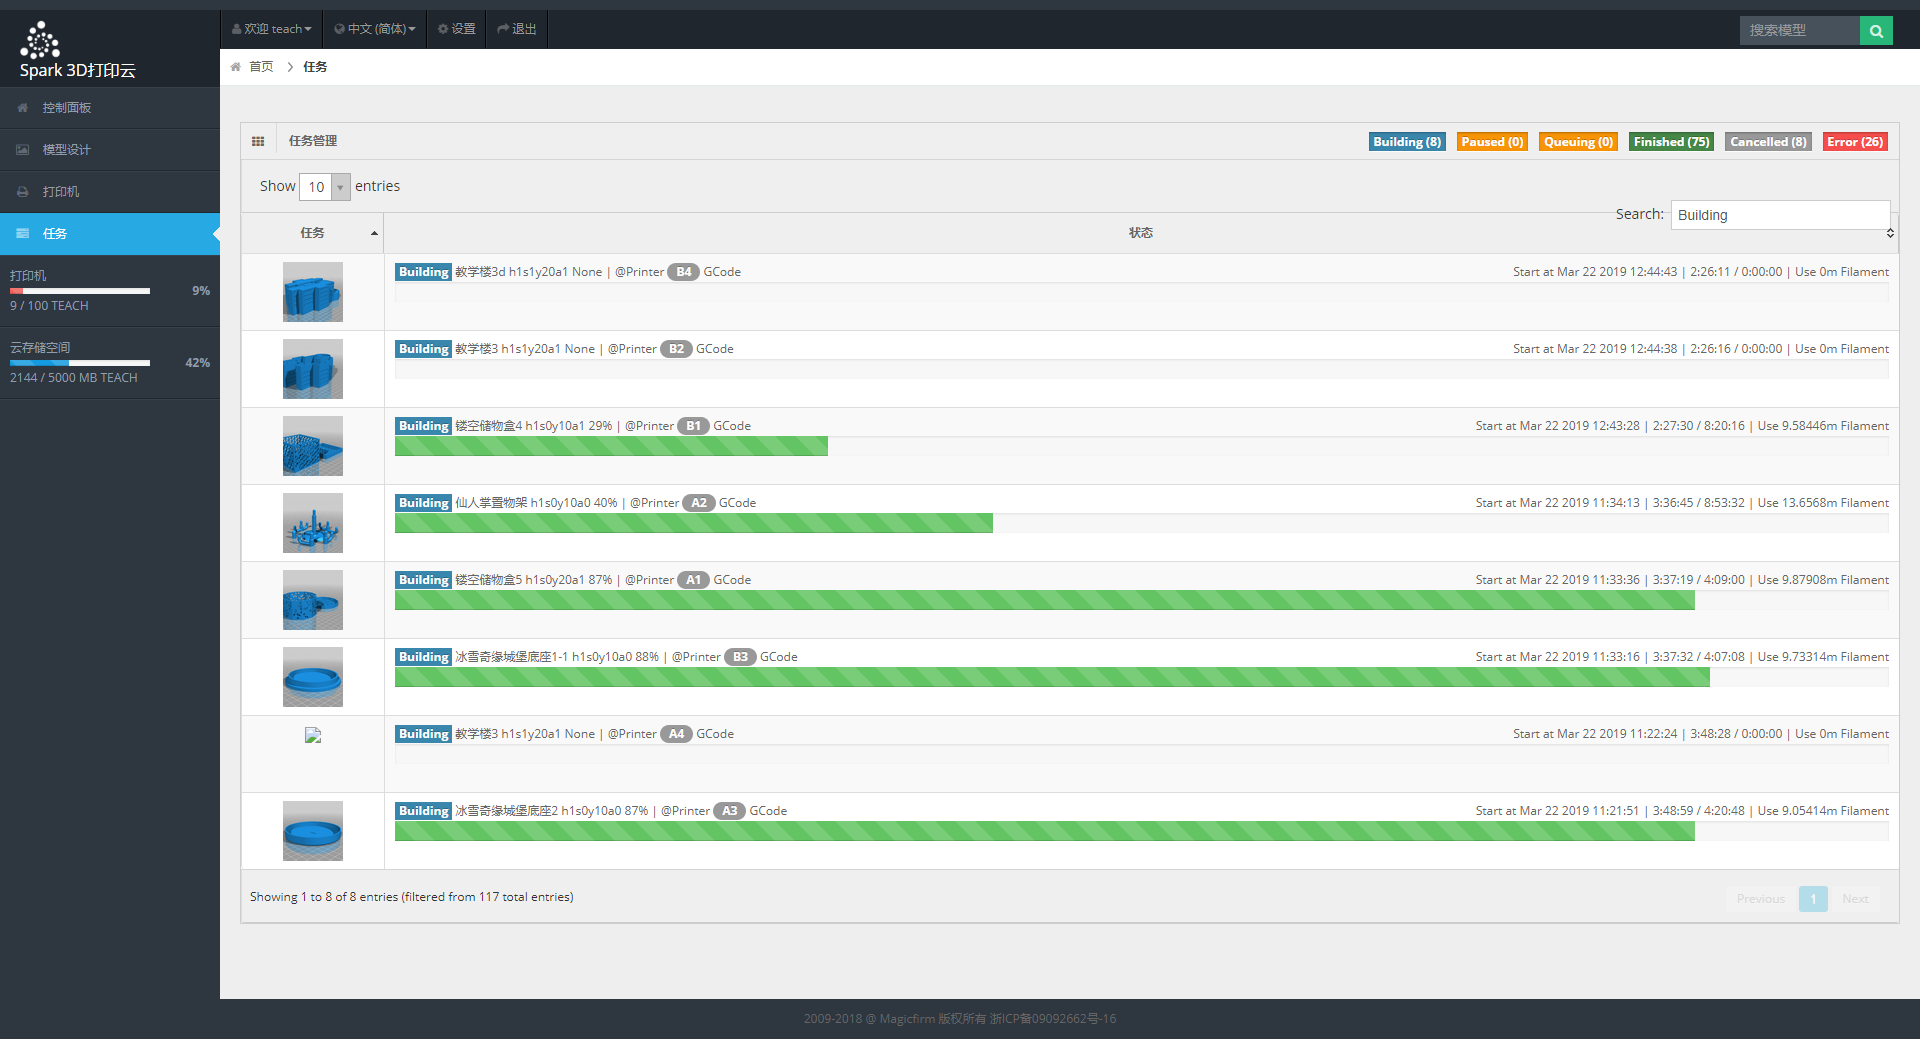 Spark 3D打印云
欢迎 teach
中文 (简体)
设置
退出
搜索模型
首页
任务
控制面板
模型设计
打印机
任务
打印机
9%
9 / 100 TEACH
云存储空间
42%
2144 / 5000 MB TEACH
任务管理
Building (8)
Paused (0)
Queuing (0)
Finished (75)
Cancelled (8)
Error (26)
Show 10 entries
Search: Building
任务 状态
Building 教学楼3d h1s1y20a1 None | @Printer B4 GCode Start at Mar 22 2019 12:44:43 | 2:26:11 / 0:00:00 | Use 0m Filament
Building 教学楼3 h1s1y20a1 None | @Printer B2 GCode Start at Mar 22 2019 12:44:38 | 2:26:16 / 0:00:00 | Use 0m Filament
Building 镂空储物盒4 h1s0y10a1 29% | @Printer B1 GCode Start at Mar 22 2019 12:43:28 | 2:27:30 / 8:20:16 | Use 9.58446m Filament
Building 仙人掌置物架 h1s0y10a0 40% | @Printer A2 GCode Start at Mar 22 2019 11:34:13 | 3:36:45 / 8:53:32 | Use 13.6568m Filament
Building 镂空储物盒5 h1s0y20a1 87% | @Printer A1 GCode Start at Mar 22 2019 11:33:36 | 3:37:19 / 4:09:00 | Use 9.87908m Filament
Building 冰雪奇缘城堡底座1-1 h1s0y10a0 88% | @Printer B3 GCode Start at Mar 22 2019 11:33:16 | 3:37:32 / 4:07:08 | Use 9.73314m Filament
Building 教学楼3 h1s1y20a1 None | @Printer A4 GCode Start at Mar 22 2019 11:22:24 | 3:48:28 / 0:00:00 | Use 0m Filament
Building 冰雪奇缘城堡底座2 h1s0y10a0 87% | @Printer A3 GCode Start at Mar 22 2019 11:21:51 | 3:48:59 / 4:20:48 | Use 9.05414m Filament
Showing 1 to 8 of 8 entries (filtered from 117 total entries)
Previous 1 Next
2009-2018 @ Magicfirm 版权所有 浙ICP备09092662号-16